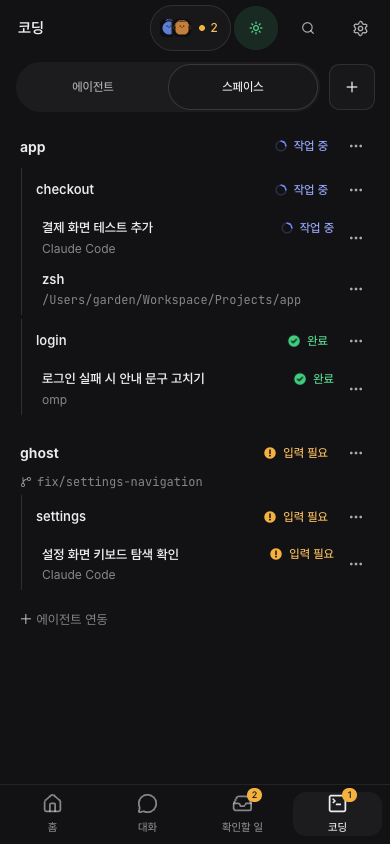 코딩
2
에이전트
스페이스
app
작업 중
checkout
작업 중
결제 화면 테스트 추가
작업 중
Claude Code
zsh
/Users/garden/Workspace/Projects/app
login
완료
로그인 실패 시 안내 문구 고치기
완료
omp
ghost
입력 필요
fix/settings-navigation
settings
입력 필요
설정 화면 키보드 탐색 확인
입력 필요
Claude Code
에이전트 연동
홈
대화
2
확인할 일
1
코딩